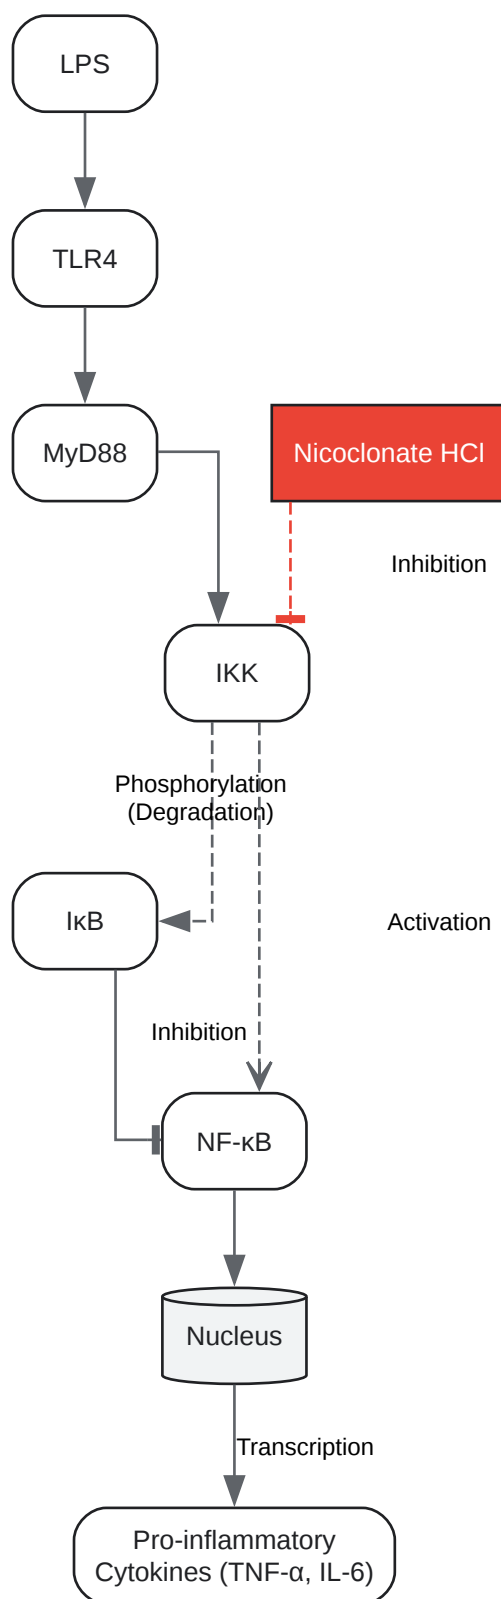 LPS
TLR4
MyD88
Nicoclonate HCl
Inhibition
IKK
Phosphorylation
(Degradation)
IκB
Activation
Inhibition
NF-κB
Nucleus
Transcription
Pro-inflammatory
Cytokines (TNF-α, IL-6)